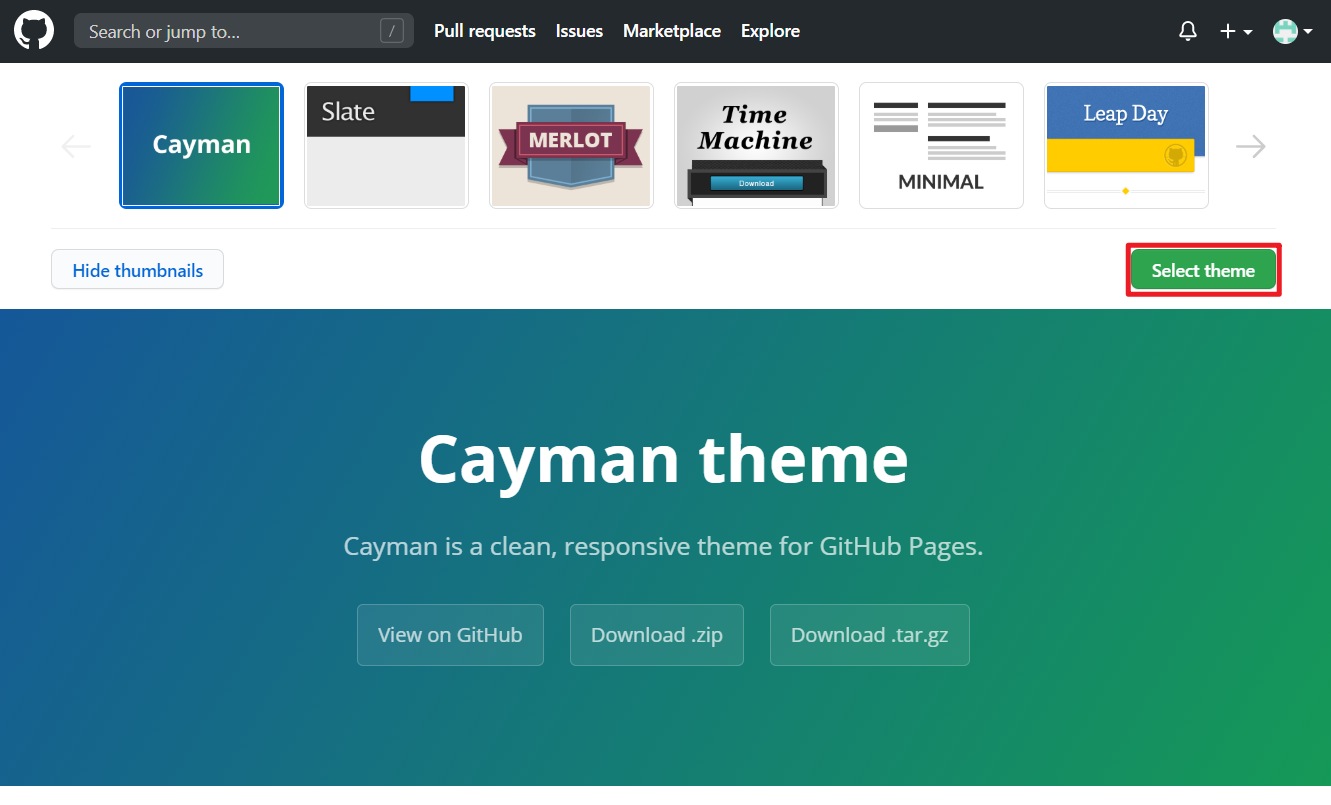 Search or jump to... / Pull requests Issues Marketplace Explore
Cayman
Slate
MERLOT
Time
Machine
Download
MINIMAL
Leap Day
Hide thumbnails Select theme
Cayman theme
Cayman is a clean, responsive theme for GitHub Pages.
View on GitHub Download .zip Download .tar.gz